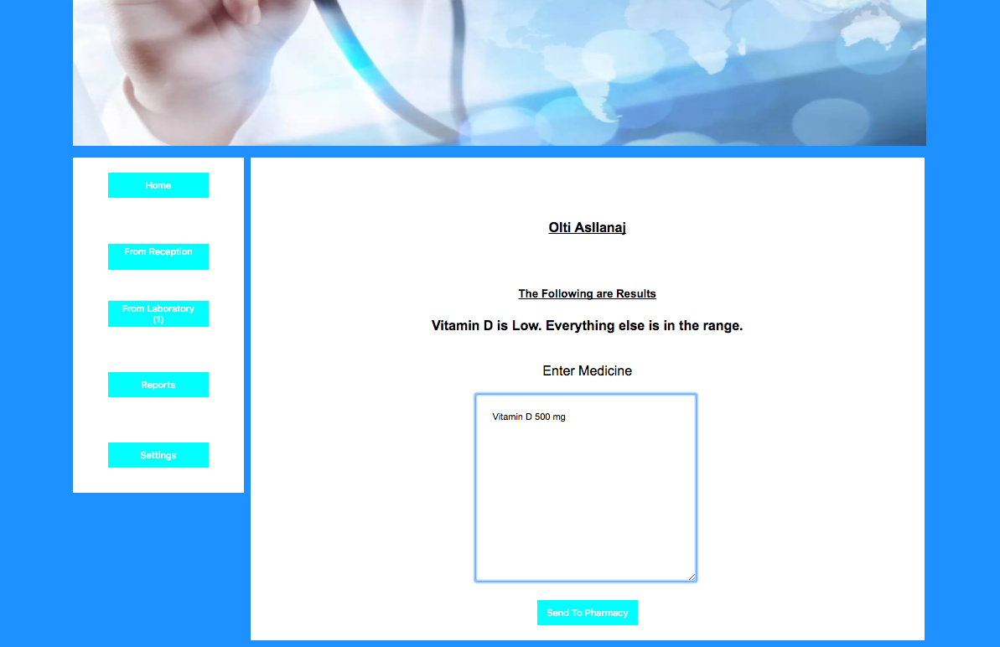 Home
From Reception
From Laboratory
(1)
Reports
Settings
Olti Asllanaj
The Following are Results
Vitamin D is Low. Everything else is in the range.
Enter Medicine
Vitamin D 500 mg
Send To Pharmacy